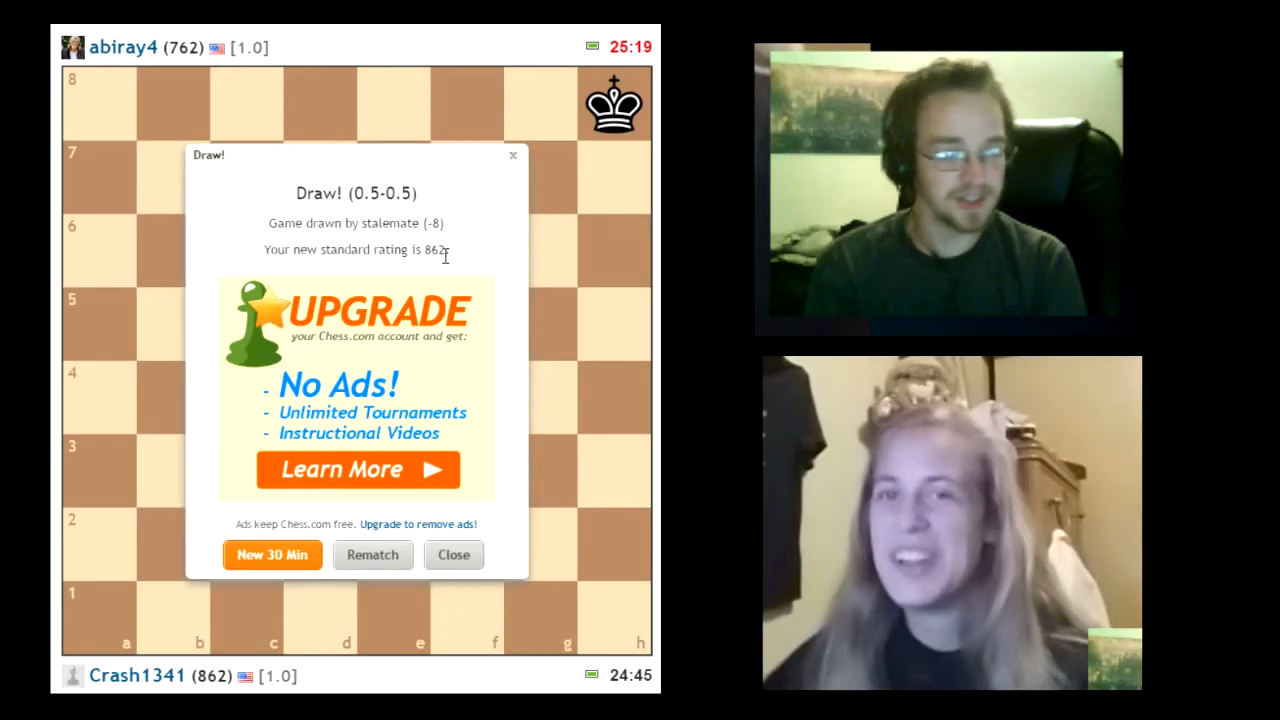 abiray4 (762) [1.0] 25:19
8
7
6
5
4
3
2
1
a b c d e f g h
Draw! x
Draw! (0.5-0.5)
Game drawn by stalemate (-8)
Your new standard rating is 862.
UPGRADE
your Chess.com account and get:
- No Ads!
- Unlimited Tournaments
- Instructional Videos
Learn More
Ads keep Chess.com free. Upgrade to remove ads!
New 30 Min Rematch Close
Crash1341 (862) [1.0] 24:45